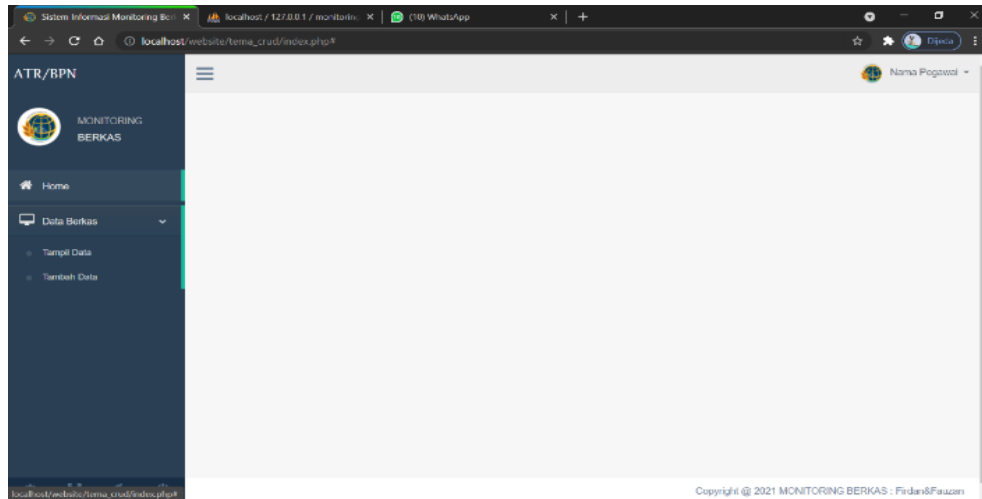 Sistem Informasi Monitoring Ber
localhost / 127.0.0.1 / monitoring
(10) WhatsApp
localhost/website/tema_crud/index.php#
Dijeda
ATR/BPN
Nama Pegawai
MONITORING
BERKAS
Home
Data Berkas
Tampil Data
Tambah Data
localhost/website/tema_crud/index.php#
Copyright @ 2021 MONITORING BERKAS : Firdan&Fauzan